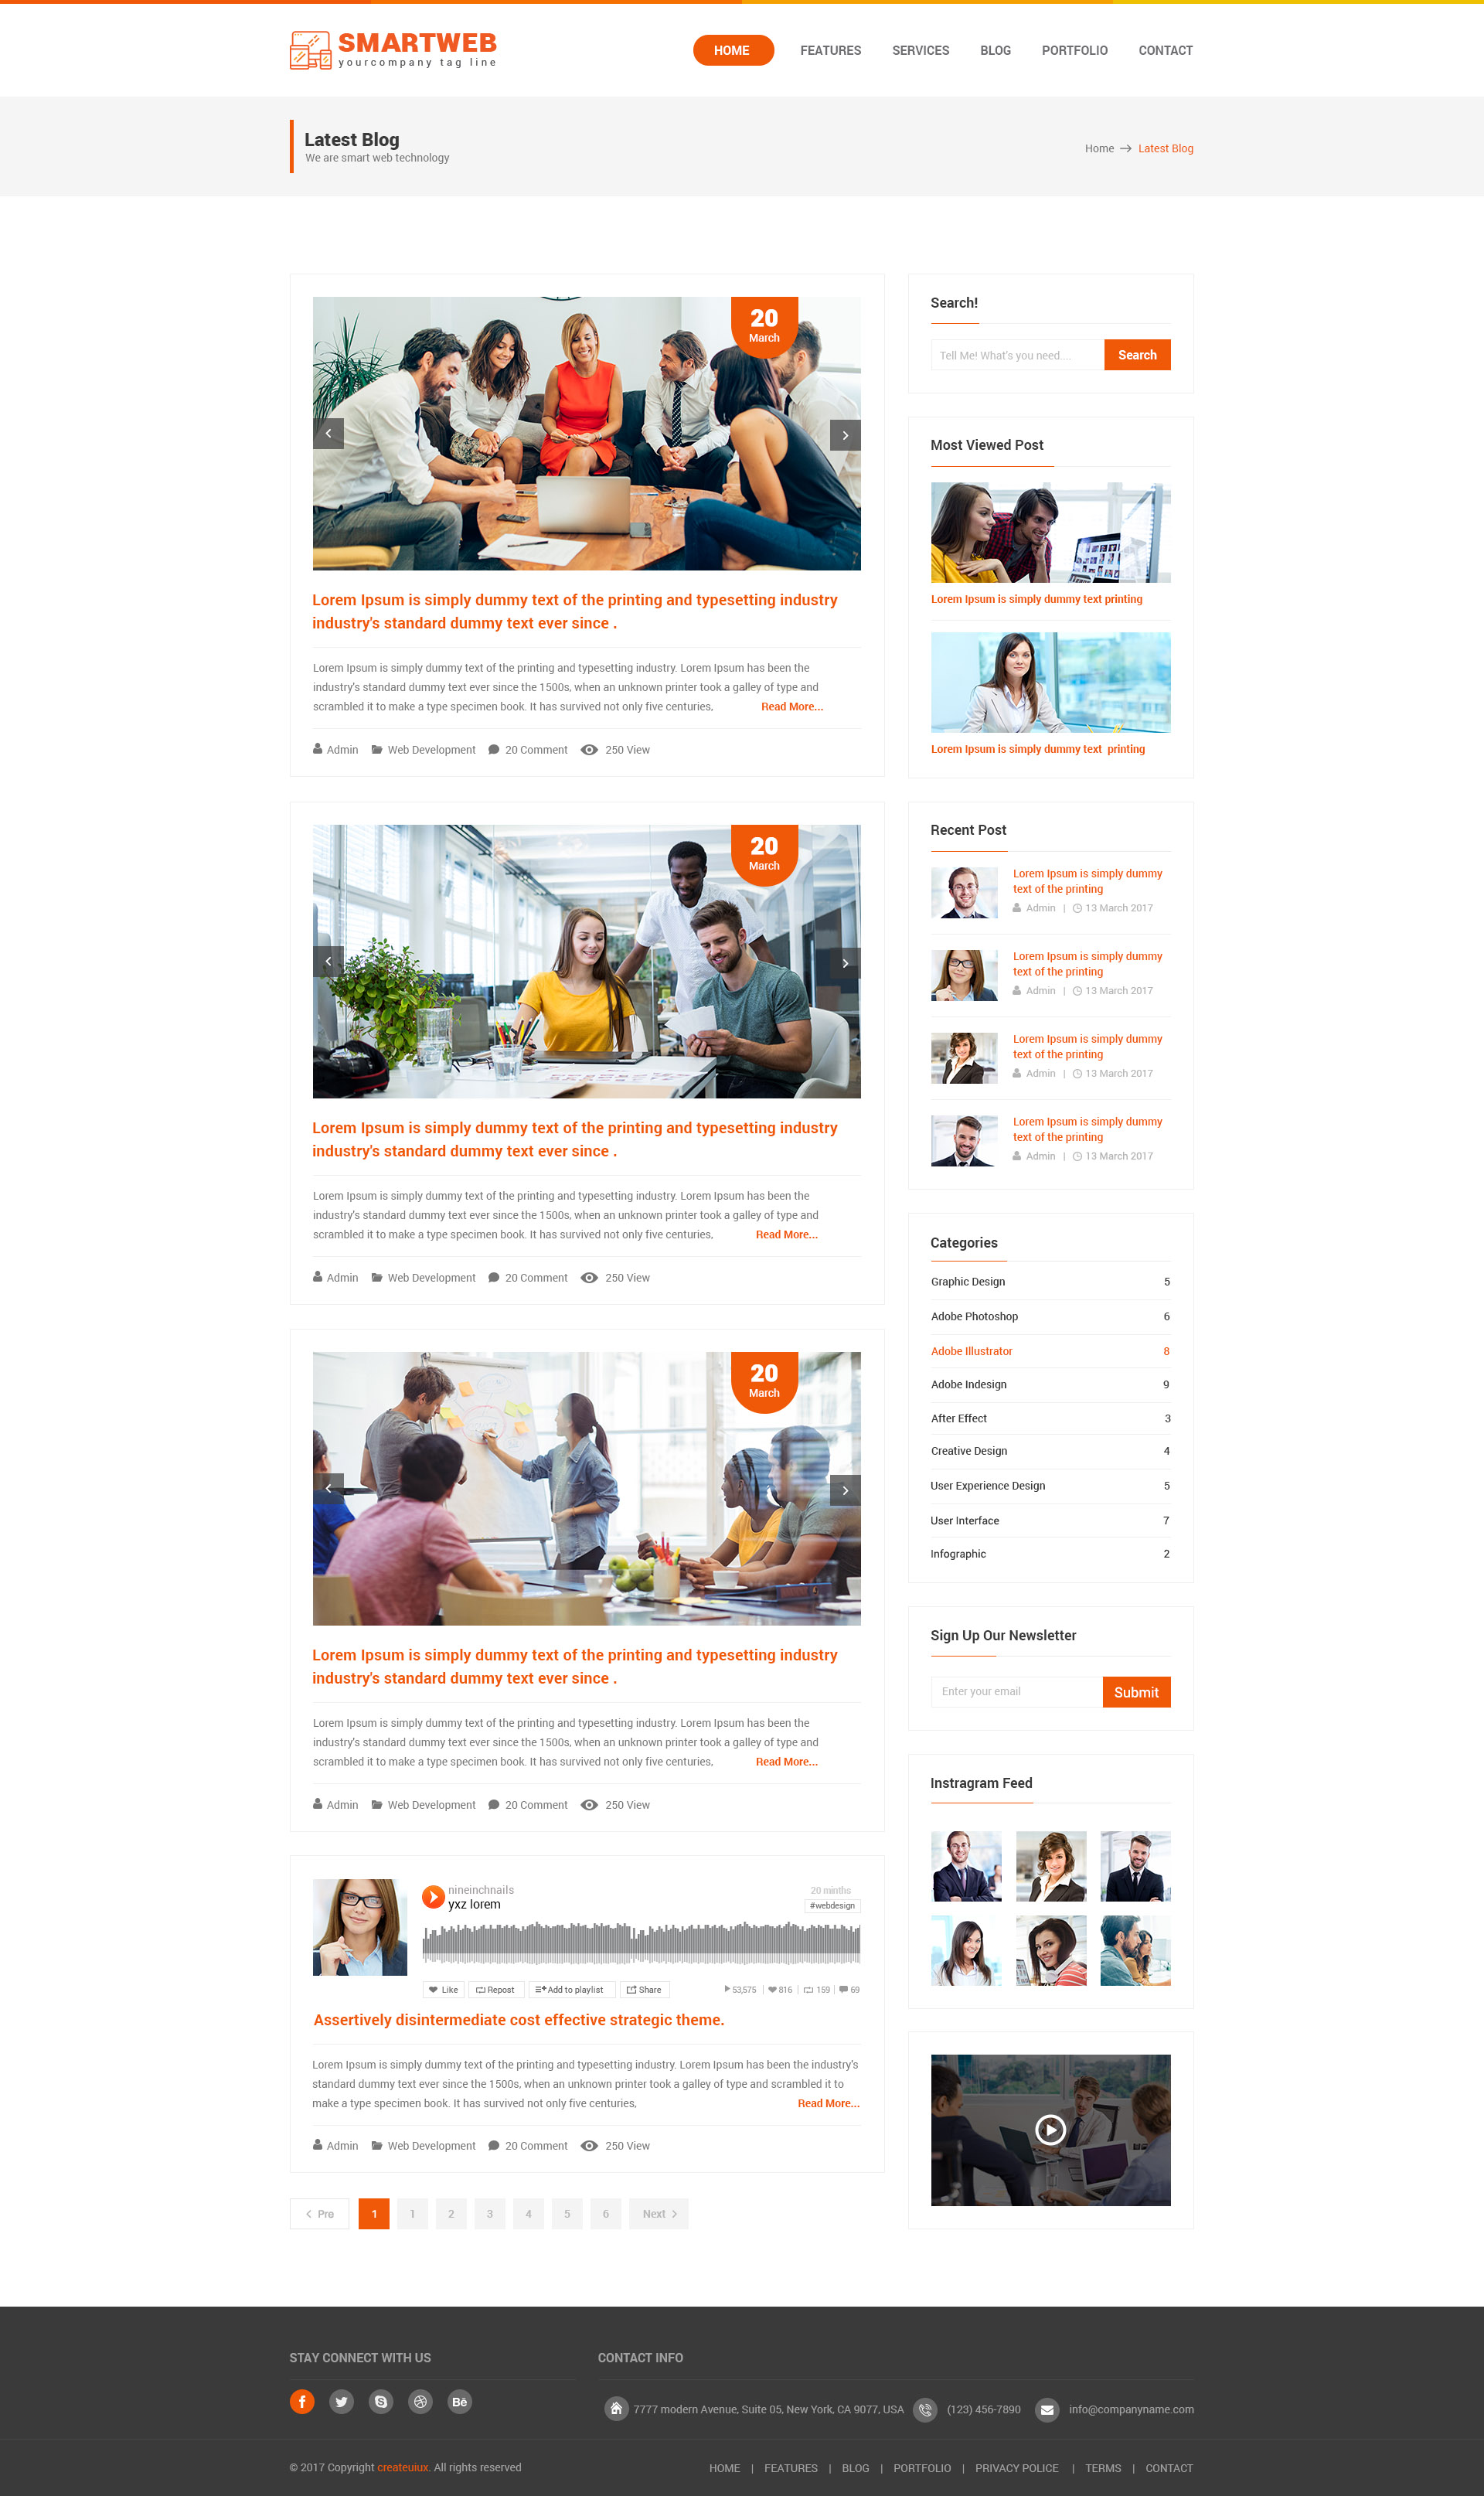 SMARTWEB
yourcompany tag line
HOME FEATURES SERVICES BLOG PORTFOLIO CONTACT
Latest Blog
We are smart web technology
Home Latest Blog
20
March
Lorem Ipsum is simply dummy text of the printing and typesetting industry
industry's standard dummy text ever since .
Lorem Ipsum is simply dummy text of the printing and typesetting industry. Lorem Ipsum has been the
industry's standard dummy text ever since the 1500s, when an unknown printer took a galley of type and
scrambled it to make a type specimen book. It has survived not only five centuries, Read More...
Admin Web Development 20 Comment 250 View
20
March
Lorem Ipsum is simply dummy text of the printing and typesetting industry
industry's standard dummy text ever since .
Lorem Ipsum is simply dummy text of the printing and typesetting industry. Lorem Ipsum has been the
industry's standard dummy text ever since the 1500s, when an unknown printer took a galley of type and
scrambled it to make a type specimen book. It has survived not only five centuries, Read More...
Admin Web Development 20 Comment 250 View
20
March
Lorem Ipsum is simply dummy text of the printing and typesetting industry
industry's standard dummy text ever since .
Lorem Ipsum is simply dummy text of the printing and typesetting industry. Lorem Ipsum has been the
industry's standard dummy text ever since the 1500s, when an unknown printer took a galley of type and
scrambled it to make a type specimen book. It has survived not only five centuries, Read More...
Admin Web Development 20 Comment 250 View
nineinchnails
yxz lorem
20 minths
#webdesign
Like Repost Add to playlist Share 53,575 | 816 | 159 | 69
Assertively disintermediate cost effective strategic theme.
Lorem Ipsum is simply dummy text of the printing and typesetting industry. Lorem Ipsum has been the industry's
standard dummy text ever since the 1500s, when an unknown printer took a galley of type and scrambled it to
make a type specimen book. It has survived not only five centuries, Read More...
Admin Web Development 20 Comment 250 View
Pre 1 1 2 3 4 5 6 Next
Search!
Tell Me! What's you need.... Search
Most Viewed Post
Lorem Ipsum is simply dummy text printing
Lorem Ipsum is simply dummy text printing
Recent Post
Lorem Ipsum is simply dummy
text of the printing
Admin | 13 March 2017
Lorem Ipsum is simply dummy
text of the printing
Admin | 13 March 2017
Lorem Ipsum is simply dummy
text of the printing
Admin | 13 March 2017
Lorem Ipsum is simply dummy
text of the printing
Admin | 13 March 2017
Categories
Graphic Design 5
Adobe Photoshop 6
Adobe Illustrator 8
Adobe Indesign 9
After Effect 3
Creative Design 4
User Experience Design 5
User Interface 7
Infographic 2
Sign Up Our Newsletter
Enter your email Submit
Instragram Feed
STAY CONNECT WITH US
Bē
CONTACT INFO
7777 modern Avenue, Suite 05, New York, CA 9077, USA (123) 456-7890 info@companyname.com
© 2017 Copyright createuiux. All rights reserved
HOME | FEATURES | BLOG | PORTFOLIO | PRIVACY POLICE | TERMS | CONTACT